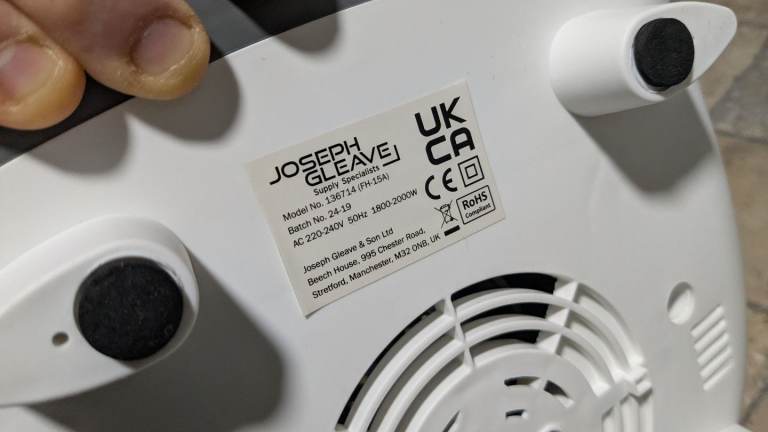 JOSEPH
GLEAVE
Supply Specialists
Model No. 136714 (FH-15A)
Batch No. 24-19
AC 220-240V 50Hz 1800-2000W
Joseph Gleave & Son Ltd
Beech House, 995 Chester Road,
Stretford, Manchester, M32 0NB, UK
UK
CA
CE
RoHS
Compliant